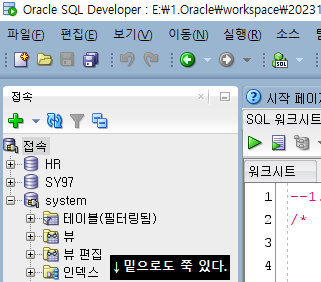 Oracle SQL Developer : E:\1.Oracle\workspace\20231
파일(F) 편집(E) 보기(V) 이동(N) 실행(R) 소스
접속
시작 페이지
SQL 워크시트
접속
HR
SY97
system
테이블(필터링됨)
뷰
뷰 편집
인덱스
↓밑으로도 쭉 있다.
워크시트
1 --1.
2 /*
3
4